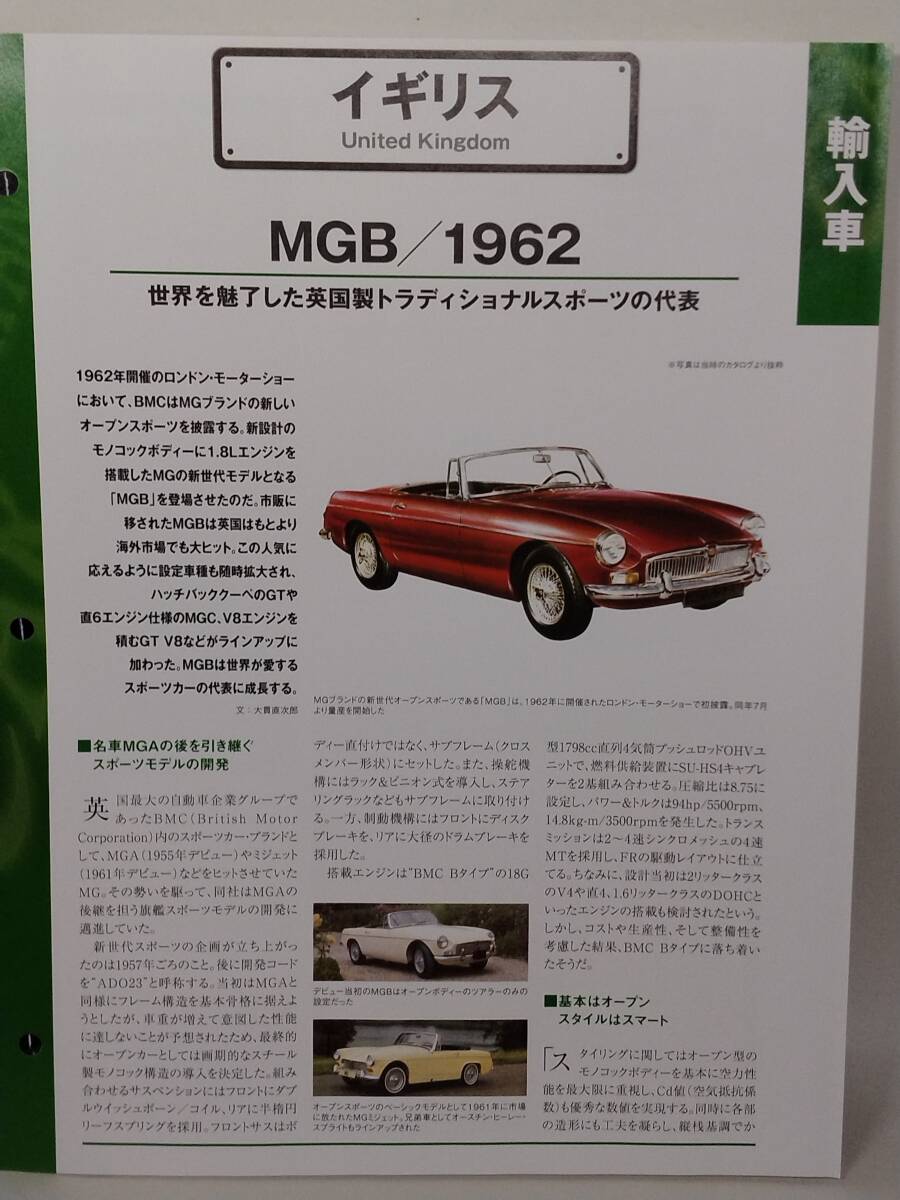 イギリス
United Kingdom
輸入車
MGB／1962
世界を魅了した英国製トラディショナルスポーツの代表
※写真は当時のカタログより抜粋
1962年開催のロンドン・モーターショー
において、BMCはMGブランドの新しい
オープンスポーツを披露する。新設計の
モノコックボディーに1.8Lエンジンを
搭載したMGの新世代モデルとなる
「MGB」を登場させたのだ。市販に
移されたMGBは英国はもとより
海外市場でも大ヒット。この人気に
応えるように設定車種も随時拡大され、
ハッチバッククーペのGTや
直6エンジン仕様のMGC、V8エンジンを
積むGT V8などがラインアップに
加わった。MGBは世界が愛する
スポーツカーの代表に成長する。
文：大貫直次郎
MGブランドの新世代オープンスポーツである「MGB」は、1962年に開催されたロンドン・モーターショーで初披露。同年7月
より量産を開始した
■名車MGAの後を引き継ぐ
スポーツモデルの開発
英国最大の自動車企業グループで
あったBMC（British Motor
Corporation）内のスポーツカー・ブランドと
して、MGA（1955年デビュー）やミジェット
（1961年デビュー）などをヒットさせていた
MG。その勢いを駆って、同社はMGAの
後継を担う旗艦スポーツモデルの開発に
邁進していた。
新世代スポーツの企画が立ち上がっ
たのは1957年ごろのこと。後に開発コード
を“ADO23”と呼称する。当初はMGAと
同様にフレーム構造を基本骨格に据えよ
うとしたが、車重が増えて意図した性能
に達しないことが予想されたため、最終的
にオープンカーとしては画期的なスチール
製モノコック構造の導入を決定した。組み
合わせるサスペンションにはフロントにダブ
ルウイッシュボーン／コイル、リアに半楕円
リーフスプリングを採用。フロントサスはボ
ディー直付けではなく、サブフレーム（クロス
メンバー形状）にセットした。また、操舵機
構にはラック＆ピニオン式を導入し、ステア
リングラックなどもサブフレームに取り付け
る。一方、制動機構にはフロントにディスク
ブレーキを、リアに大径のドラムブレーキを
採用した。
搭載エンジンは“BMC Bタイプ”の18G
デビュー当初のMGBはオープンボディーのツアラーのみの
設定だった
オープンスポーツのベーシックモデルとして1961年に市場
に放たれたMGミジェット。兄弟車としてオースチン・ヒーレー・
スプライトもラインアップされた
型1798cc直列4気筒プッシュロッドOHVユ
ニットで、燃料供給装置にSU-HS4キャブレ
ターを2基組み合わせる。圧縮比は8.75に
設定し、パワー＆トルクは94hp/5500rpm、
14.8kg-m/3500rpmを発生した。トランス
ミッションは2〜4速シンクロメッシュの4速
MTを採用し、FRの駆動レイアウトに仕立
てる。ちなみに、設計当初は2リッタークラス
のV4や直4、1.6リッタークラスのDOHCと
いったエンジンの搭載も検討されたという。
しかし、コストや生産性、そして整備性を
考慮した結果、BMC Bタイプに落ち着い
たそうだ。
■基本はオープン
スタイルはスマート
「スタイリングに関してはオープン型の
モノコックボディーを基本に空力性
能を最大限に重視し、Cd値（空気抵抗係
数）も優秀な数値を実現する。同時に各部
の造形にも工夫を凝らし、縦桟基調でか